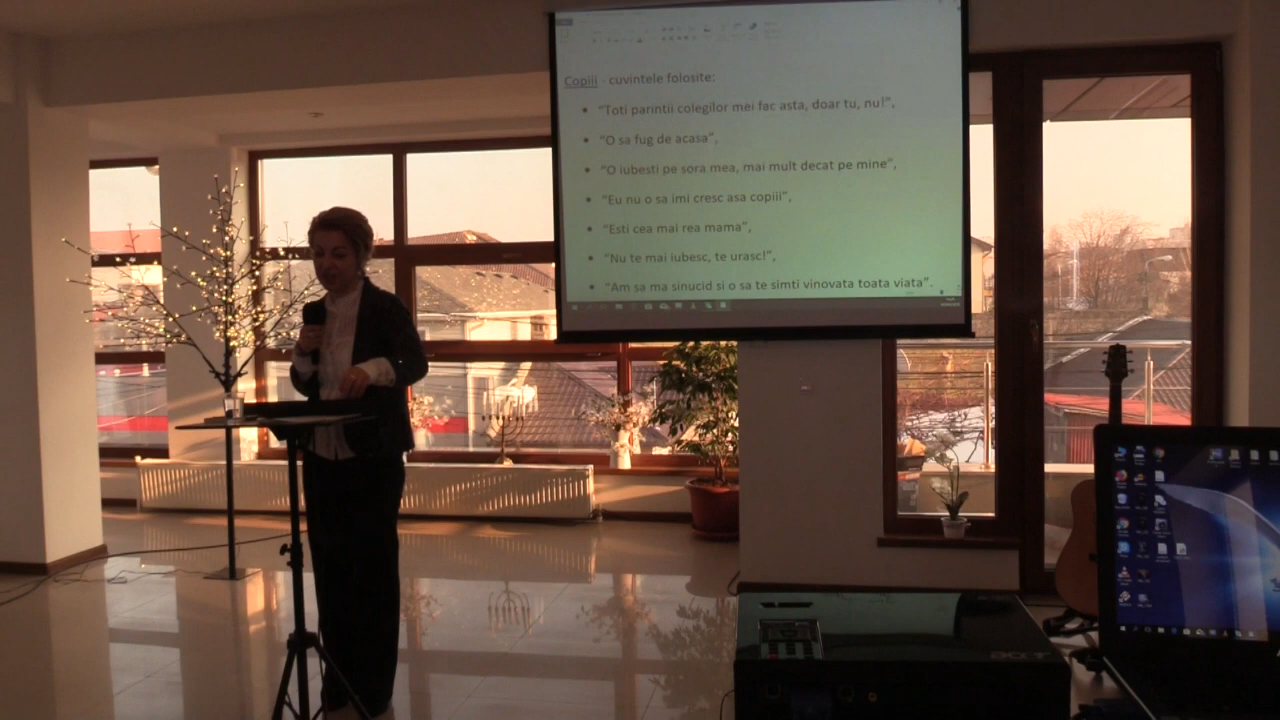 Copiii - cuvintele folosite:
• “Toti parintii colegilor mei fac asta, doar tu, nu!”,
• “O sa fug de acasa”,
• “O iubesti pe sora mea, mai mult decat pe mine”,
• “Eu nu o sa imi cresc asa copiii”,
• “Esti cea mai rea mama”,
• “Nu te mai iubesc, te urasc!”,
• “Am sa ma sinucid si o sa te simti vinovata toata viata”.
acer